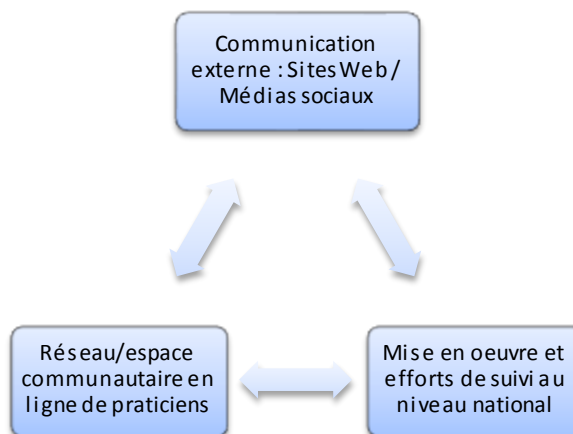 Communication
externe : Sites Web /
Médias sociaux
Réseau/espace
communautaire en
ligne de praticiens
Mise en oeuvre et
efforts de suivi au
niveau national